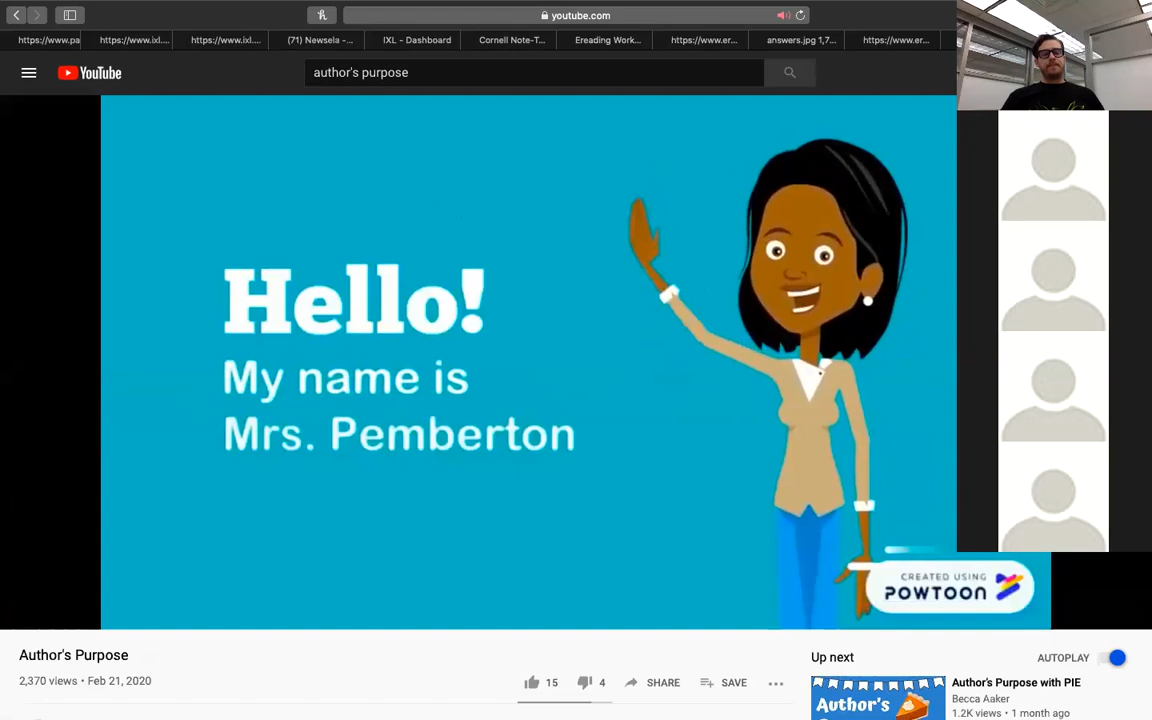 youtube.com
https://www.pa
https://www.ixl....
https://www.ixl....
(71) Newsela -...
IXL - Dashboard
Cornell Note-T...
Ereading Work...
https://www.er...
answers.jpg 1,7...
https://www.er...
YouTube
author's purpose
Hello!
My name is
Mrs. Pemberton
CREATED USING
POWTOON
Author's Purpose
2,370 views • Feb 21, 2020
15
4
SHARE
SAVE
Up next
AUTOPLAY
Author's
Author's Purpose with PIE
Becca Aaker
1.2K views • 1 month ago